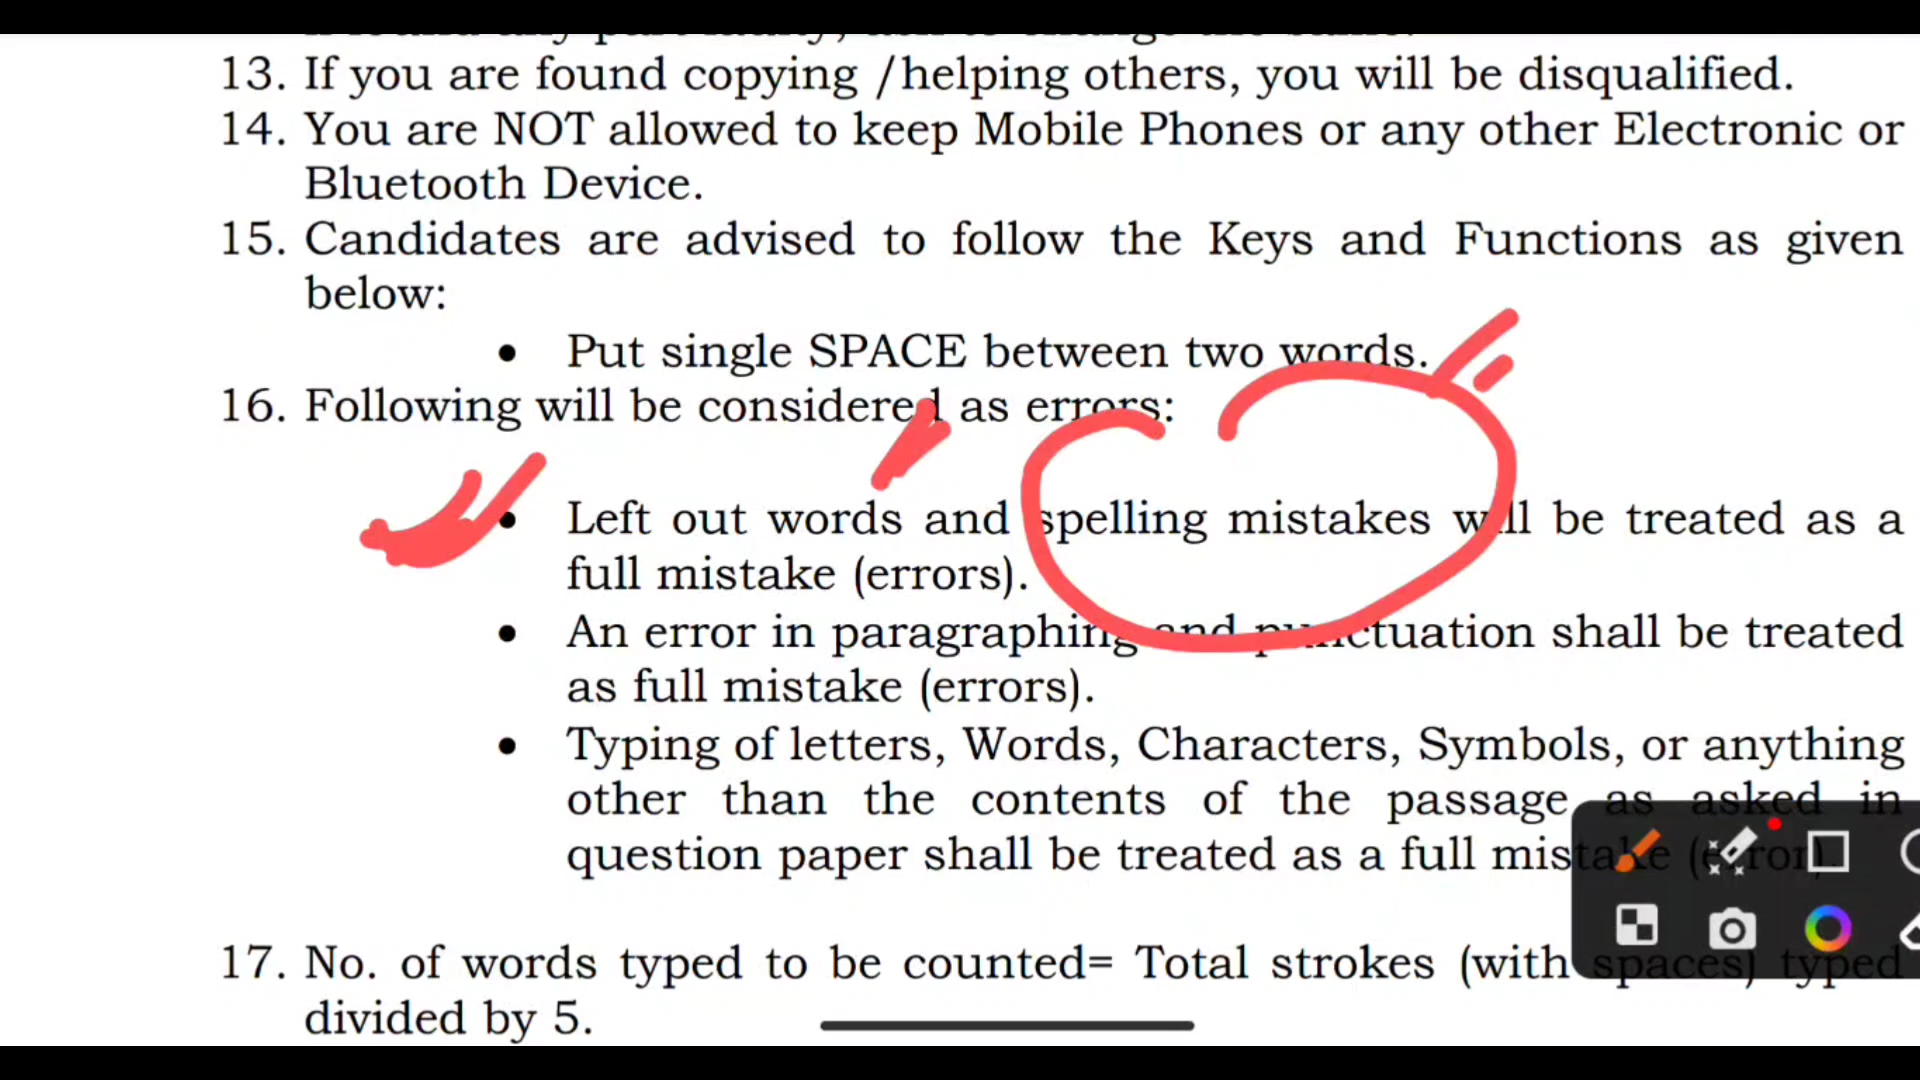 13. If you are found copying /helping others, you will be disqualified.
14. You are NOT allowed to keep Mobile Phones or any other Electronic or
Bluetooth Device.
15. Candidates are advised to follow the Keys and Functions as given
below:
• Put single SPACE between two words.
16. Following will be considered as errors:
• Left out words and spelling mistakes will be treated as a
full mistake (errors).
• An error in paragraphing and punctuation shall be treated
as full mistake (errors).
• Typing of letters, Words, Characters, Symbols, or anything
other than the contents of the passage as asked in
question paper shall be treated as a full mistake (error).
17. No. of words typed to be counted= Total strokes (with spaces) typed
divided by 5.